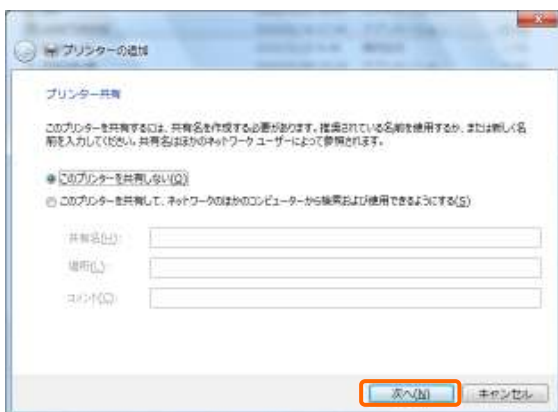 プリンターの追加
プリンター共有
このプリンターを共有するには、共有名を作成する必要があります。推奨されている名前を使用するか、または新しく名
前を入力してください。共有名はほかのネットワーク ユーザーによって参照されます。
このプリンターを共有しない(O)
このプリンターを共有して、ネットワークのほかのコンピューターから検索および使用できるようにする(S)
共有名(H):
場所(L):
コメント(C):
次へ(N)
キャンセル